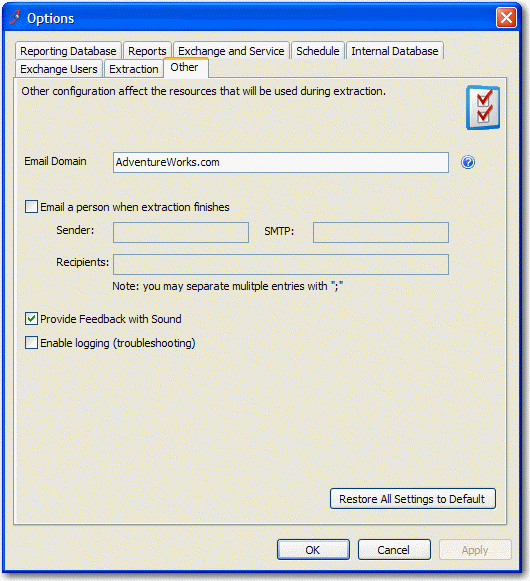 Options
Reporting Database Reports Exchange and Service Schedule Internal Database
Exchange Users Extraction Other
Other configuration affect the resources that will be used during extraction.
Email Domain AdventureWorks.com ?
Email a person when extraction finishes
Sender: SMTP:
Recipients:
Note: you may separate mulitple entries with ";"
Provide Feedback with Sound
Enable logging (troubleshooting)
Restore All Settings to Default
OK Cancel Apply